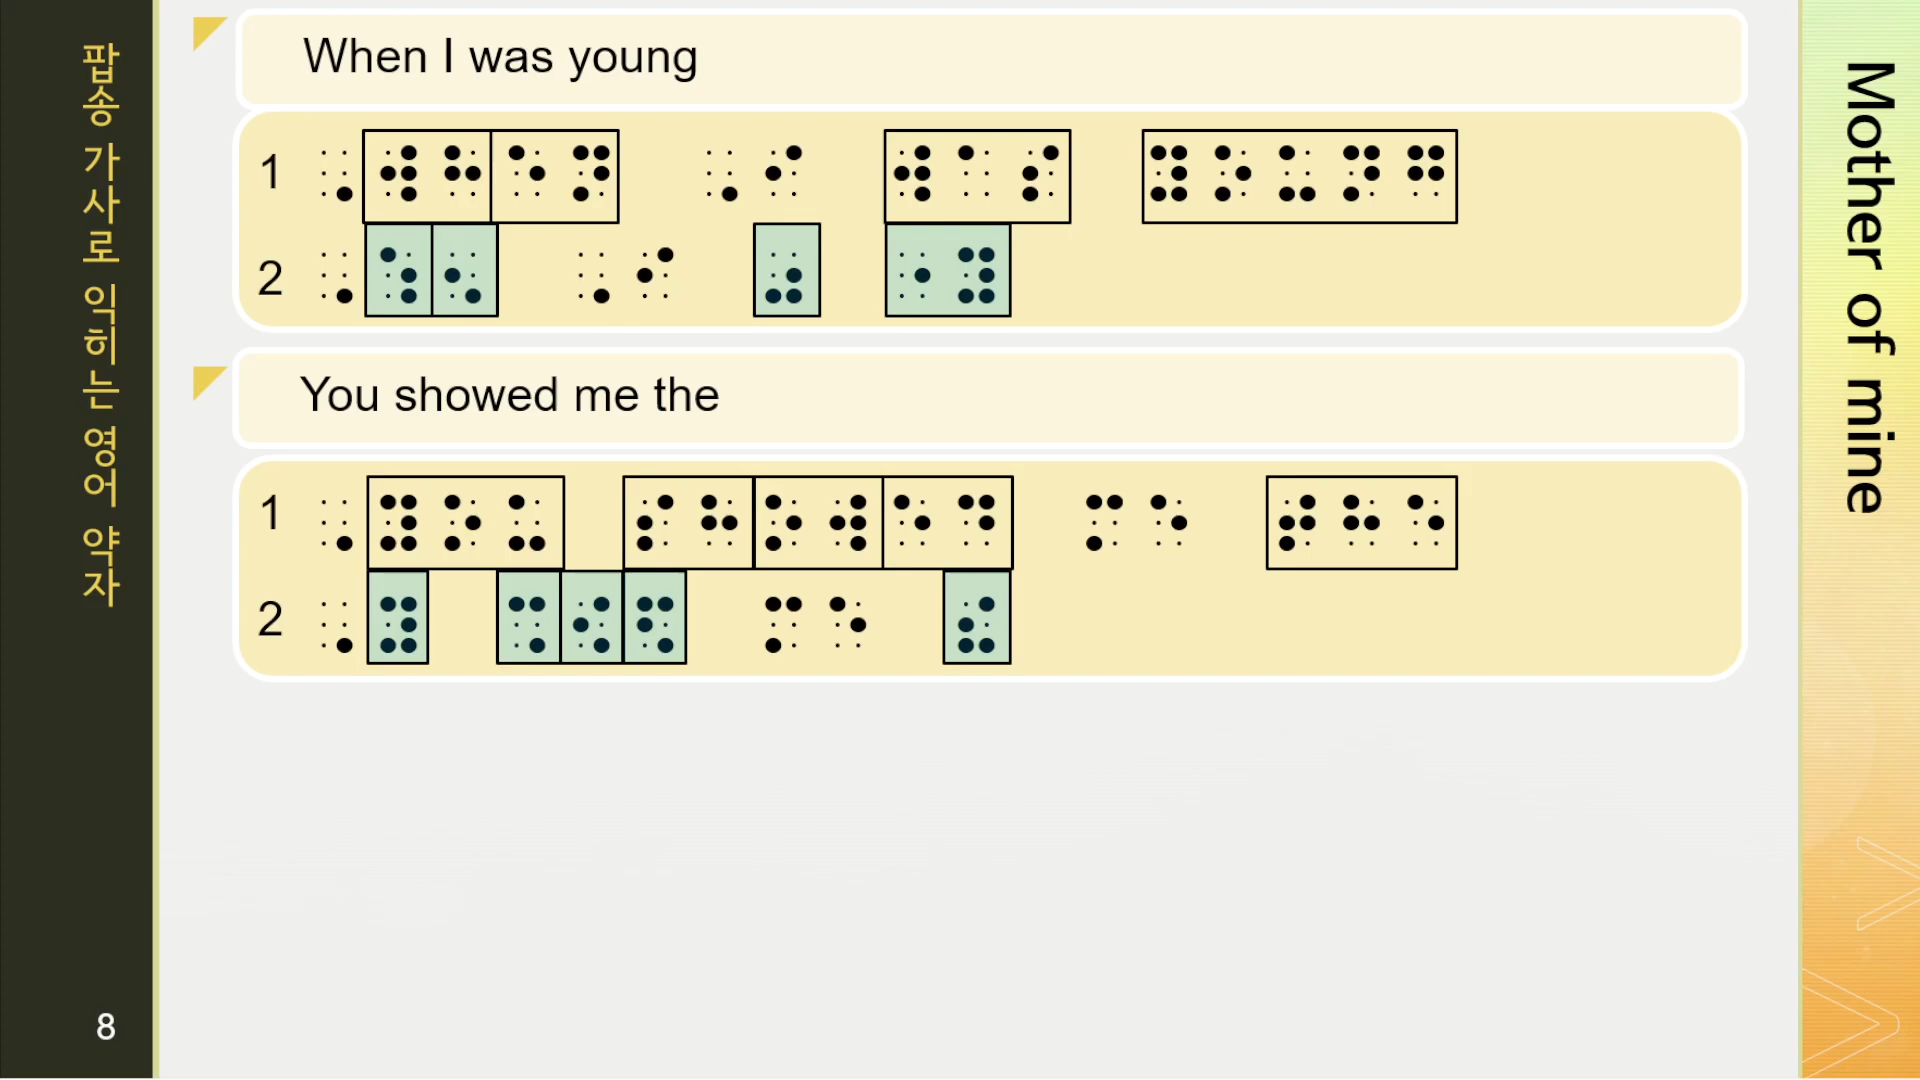 팝송 가사로 익히는 영어 약자
8
When I was young
1 ⠠⠺⠓⠑⠝ ⠠⠊ ⠺⠁⠎ ⠽⠕⠥⠝⠛
2 ⠠⠱⠢ ⠠⠊ ⠴ ⠐⠽
You showed me the
1 ⠠⠽⠕⠥ ⠎⠓⠕⠺⠑⠙ ⠍⠑ ⠞⠓⠑
2 ⠠⠽ ⠩⠪⠫ ⠍⠑ ⠮
Mother of mine